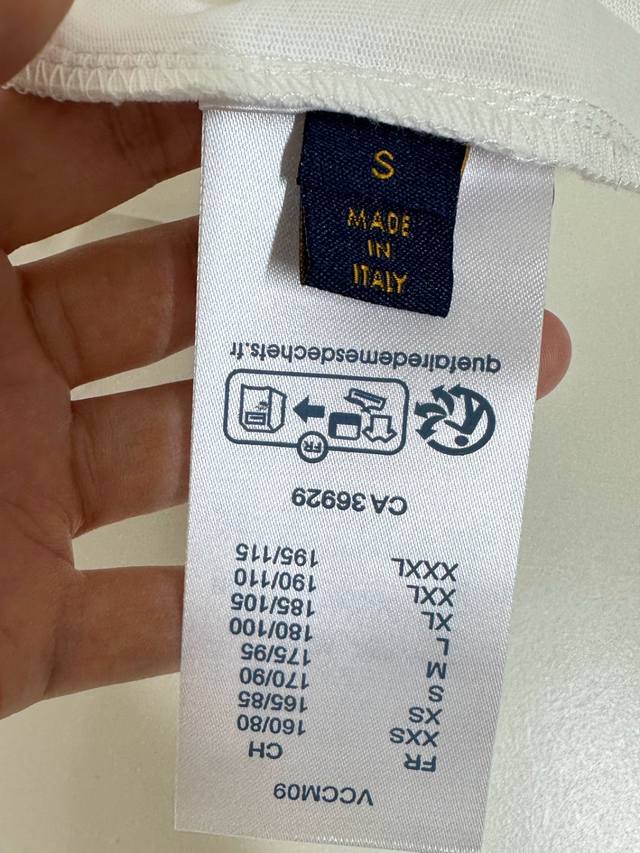 S
MADE
IN
ITALY
VCCM09
FR CH
XXS 160/80
XS 165/85
S 170/90
M 175/95
L 180/100
XL 185/105
XXL 190/110
XXXL 195/115
CA 36929
FR
quefairedemesdechets.fr